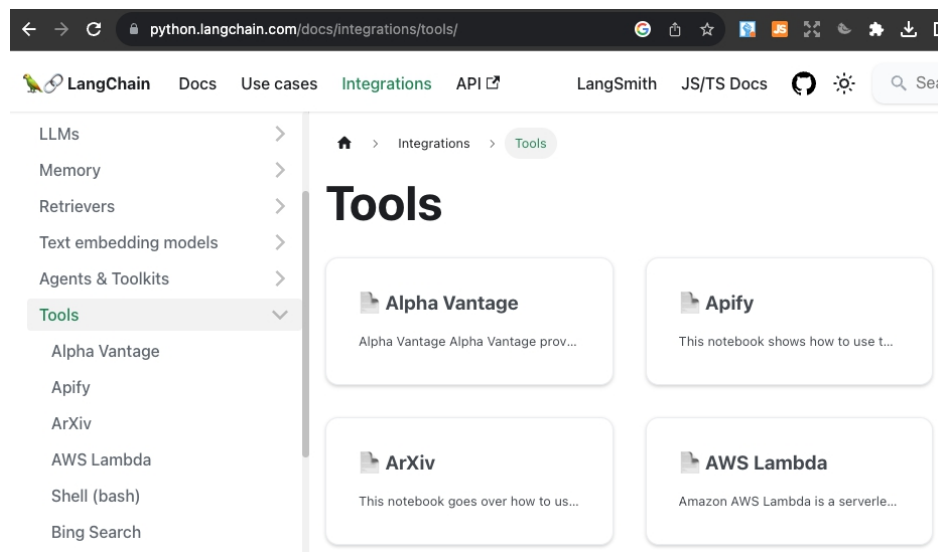 python.langchain.com/docs/integrations/tools/
LangChain Docs Use cases Integrations API LangSmith JS/TS Docs Sea
LLMs
Memory
Retrievers
Text embedding models
Agents & Toolkits
Tools
Alpha Vantage
Apify
ArXiv
AWS Lambda
Shell (bash)
Bing Search
Integrations Tools
Tools
Alpha Vantage
Alpha Vantage Alpha Vantage prov...
Apify
This notebook shows how to use t...
ArXiv
This notebook goes over how to us...
AWS Lambda
Amazon AWS Lambda is a serverle...